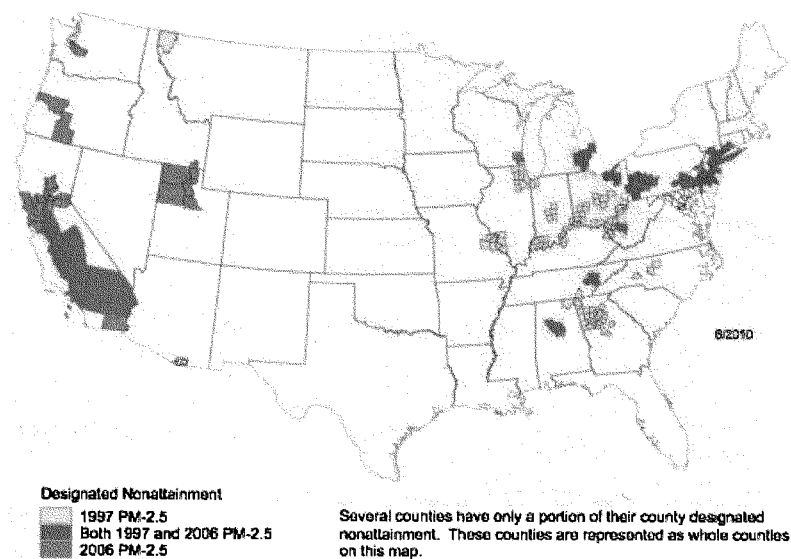 6/2010
Designated Nonattainment
1997 PM-2.5
Both 1997 and 2006 PM-2.5
2006 PM-2.5
Several counties have only a portion of their county designated
nonattainment. These counties are represented as whole counties
on this map.